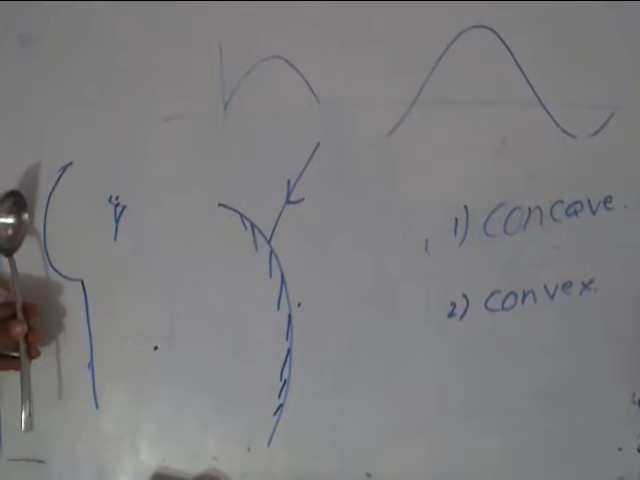 1) concave.
2) convex.